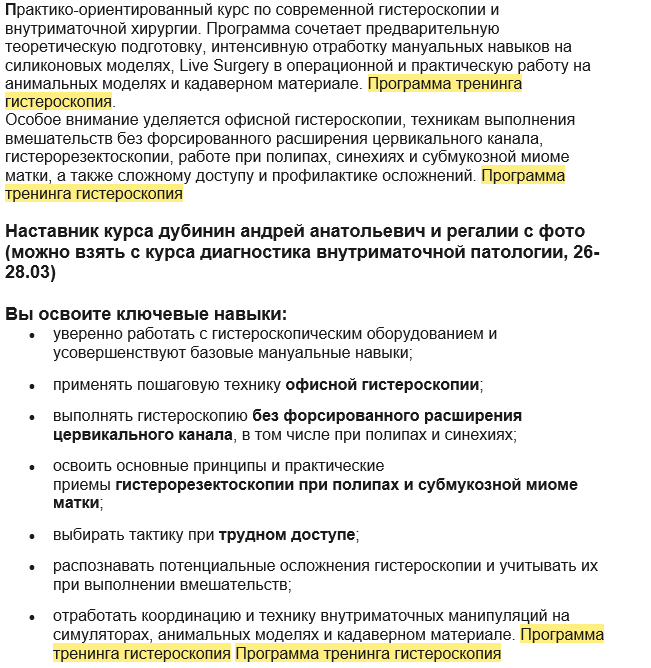 Практико-ориентированный курс по современной гистероскопии и
внутриматочной хирургии. Программа сочетает предварительную
теоретическую подготовку, интенсивную отработку мануальных навыков на
силиконовых моделях, Live Surgery в операционной и практическую работу на
анимальных моделях и кадаверном материале. Программа тренинга
гистероскопия.
Особое внимание уделяется офисной гистероскопии, техникам выполнения
вмешательств без форсированного расширения цервикального канала,
гистерорезектоскопии, работе при полипах, синехиях и субмукозной миоме
матки, а также сложному доступу и профилактике осложнений. Программа
тренинга гистероскопия
Наставник курса дубинин андрей анатольевич и регалии с фото
(можно взять с курса диагностика внутриматочной патологии, 26-
28.03)
Вы освоите ключевые навыки:
• уверенно работать с гистероскопическим оборудованием и
усовершенствуют базовые мануальные навыки;
• применять пошаговую технику офисной гистероскопии;
• выполнять гистероскопию без форсированного расширения
цервикального канала, в том числе при полипах и синехиях;
• освоить основные принципы и практические
приемы гистерорезектоскопии при полипах и субмукозной миоме
матки;
• выбирать тактику при трудном доступе;
• распознавать потенциальные осложнения гистероскопии и учитывать их
при выполнении вмешательств;
• отработать координацию и технику внутриматочных манипуляций на
симуляторах, анимальных моделях и кадаверном материале. Программа
тренинга гистероскопия Программа тренинга гистероскопия